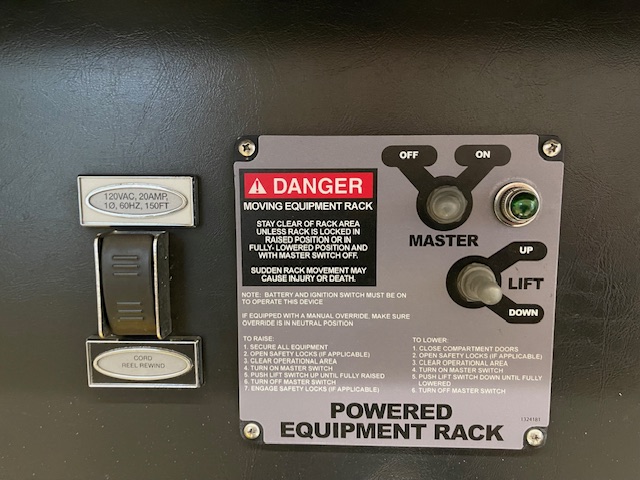 120VAC, 20AMP,
1Ø, 60HZ, 150FT
CORD
REEL REWIND
DANGER
MOVING EQUIPMENT RACK
STAY CLEAR OF RACK AREA
UNLESS RACK IS LOCKED IN
RAISED POSITION OR IN
FULLY- LOWERED POSITION AND
WITH MASTER SWITCH OFF.
SUDDEN RACK MOVEMENT MAY
CAUSE INJURY OR DEATH.
OFF
ON
MASTER
UP
LIFT
DOWN
NOTE: BATTERY AND IGNITION SWITCH MUST BE ON
TO OPERATE THIS DEVICE
IF EQUIPPED WITH A MANUAL OVERRIDE, MAKE SURE
OVERRIDE IS IN NEUTRAL POSITION
TO RAISE:
1. SECURE ALL EQUIPMENT
2. OPEN SAFETY LOCKS (IF APPLICABLE)
3. CLEAR OPERATIONAL AREA
4. TURN ON MASTER SWITCH
5. PUSH LIFT SWITCH UP UNTIL FULLY RAISED
6. TURN OFF MASTER SWITCH
7. ENGAGE SAFETY LOCKS (IF APPLICABLE)
TO LOWER:
1. CLOSE COMPARTMENT DOORS
2. OPEN SAFETY LOCKS (IF APPLICABLE)
3. CLEAR OPERATIONAL AREA
4. TURN ON MASTER SWITCH
5. PUSH LIFT SWITCH DOWN UNTIL FULLY
LOWERED
6. TURN OFF MASTER SWITCH
POWERED
EQUIPMENT RACK